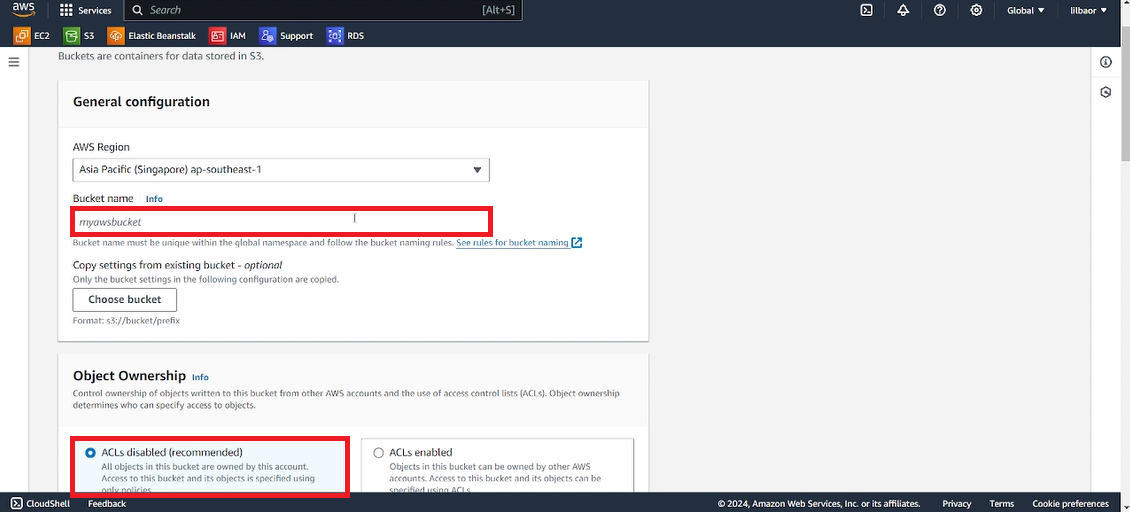 aws
Services
Search
[Alt+S]
Global
lilbaor
EC2
S3
Elastic Beanstalk
IAM
Support
RDS
Buckets are containers for data stored in S3.
General configuration
AWS Region
Asia Pacific (Singapore) ap-southeast-1
Bucket name Info
myawsbucket
Bucket name must be unique within the global namespace and follow the bucket naming rules. See rules for bucket naming
Copy settings from existing bucket - optional
Only the bucket settings in the following configuration are copied.
Choose bucket
Format: s3://bucket/prefix
Object Ownership Info
Control ownership of objects written to this bucket from other AWS accounts and the use of access control lists (ACLs). Object ownership
determines who can specify access to objects.
ACLs disabled (recommended)
All objects in this bucket are owned by this account.
Access to this bucket and its objects is specified using
only policies.
ACLs enabled
Objects in this bucket can be owned by other AWS
accounts. Access to this bucket and its objects can be
specified using ACLs.
CloudShell
Feedback
© 2024, Amazon Web Services, Inc. or its affiliates.
Privacy
Terms
Cookie preferences